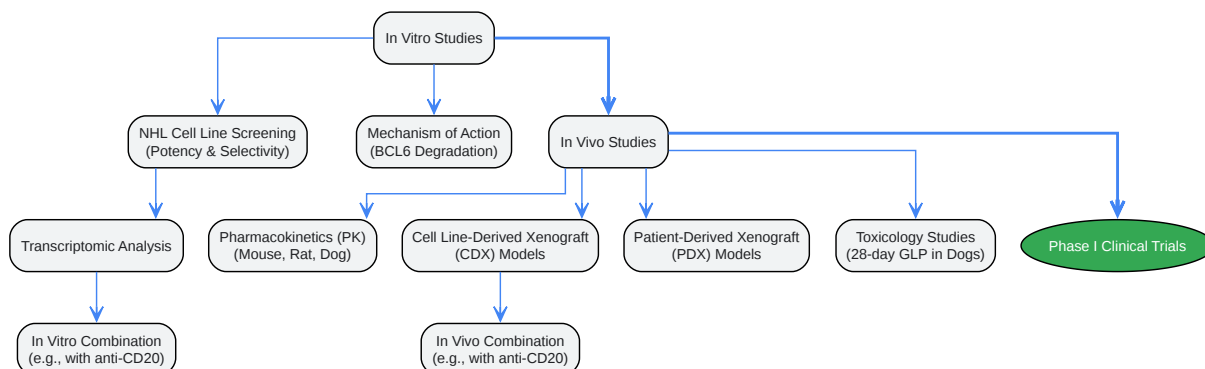 In Vitro Studies
NHL Cell Line Screening
(Potency & Selectivity)
Mechanism of Action
(BCL6 Degradation)
In Vivo Studies
Transcriptomic Analysis
Pharmacokinetics (PK)
(Mouse, Rat, Dog)
Cell Line-Derived Xenograft
(CDX) Models
Patient-Derived Xenograft
(PDX) Models
Toxicology Studies
(28-day GLP in Dogs)
Phase I Clinical Trials
In Vitro Combination
(e.g., with anti-CD20)
In Vivo Combination
(e.g., with anti-CD20)